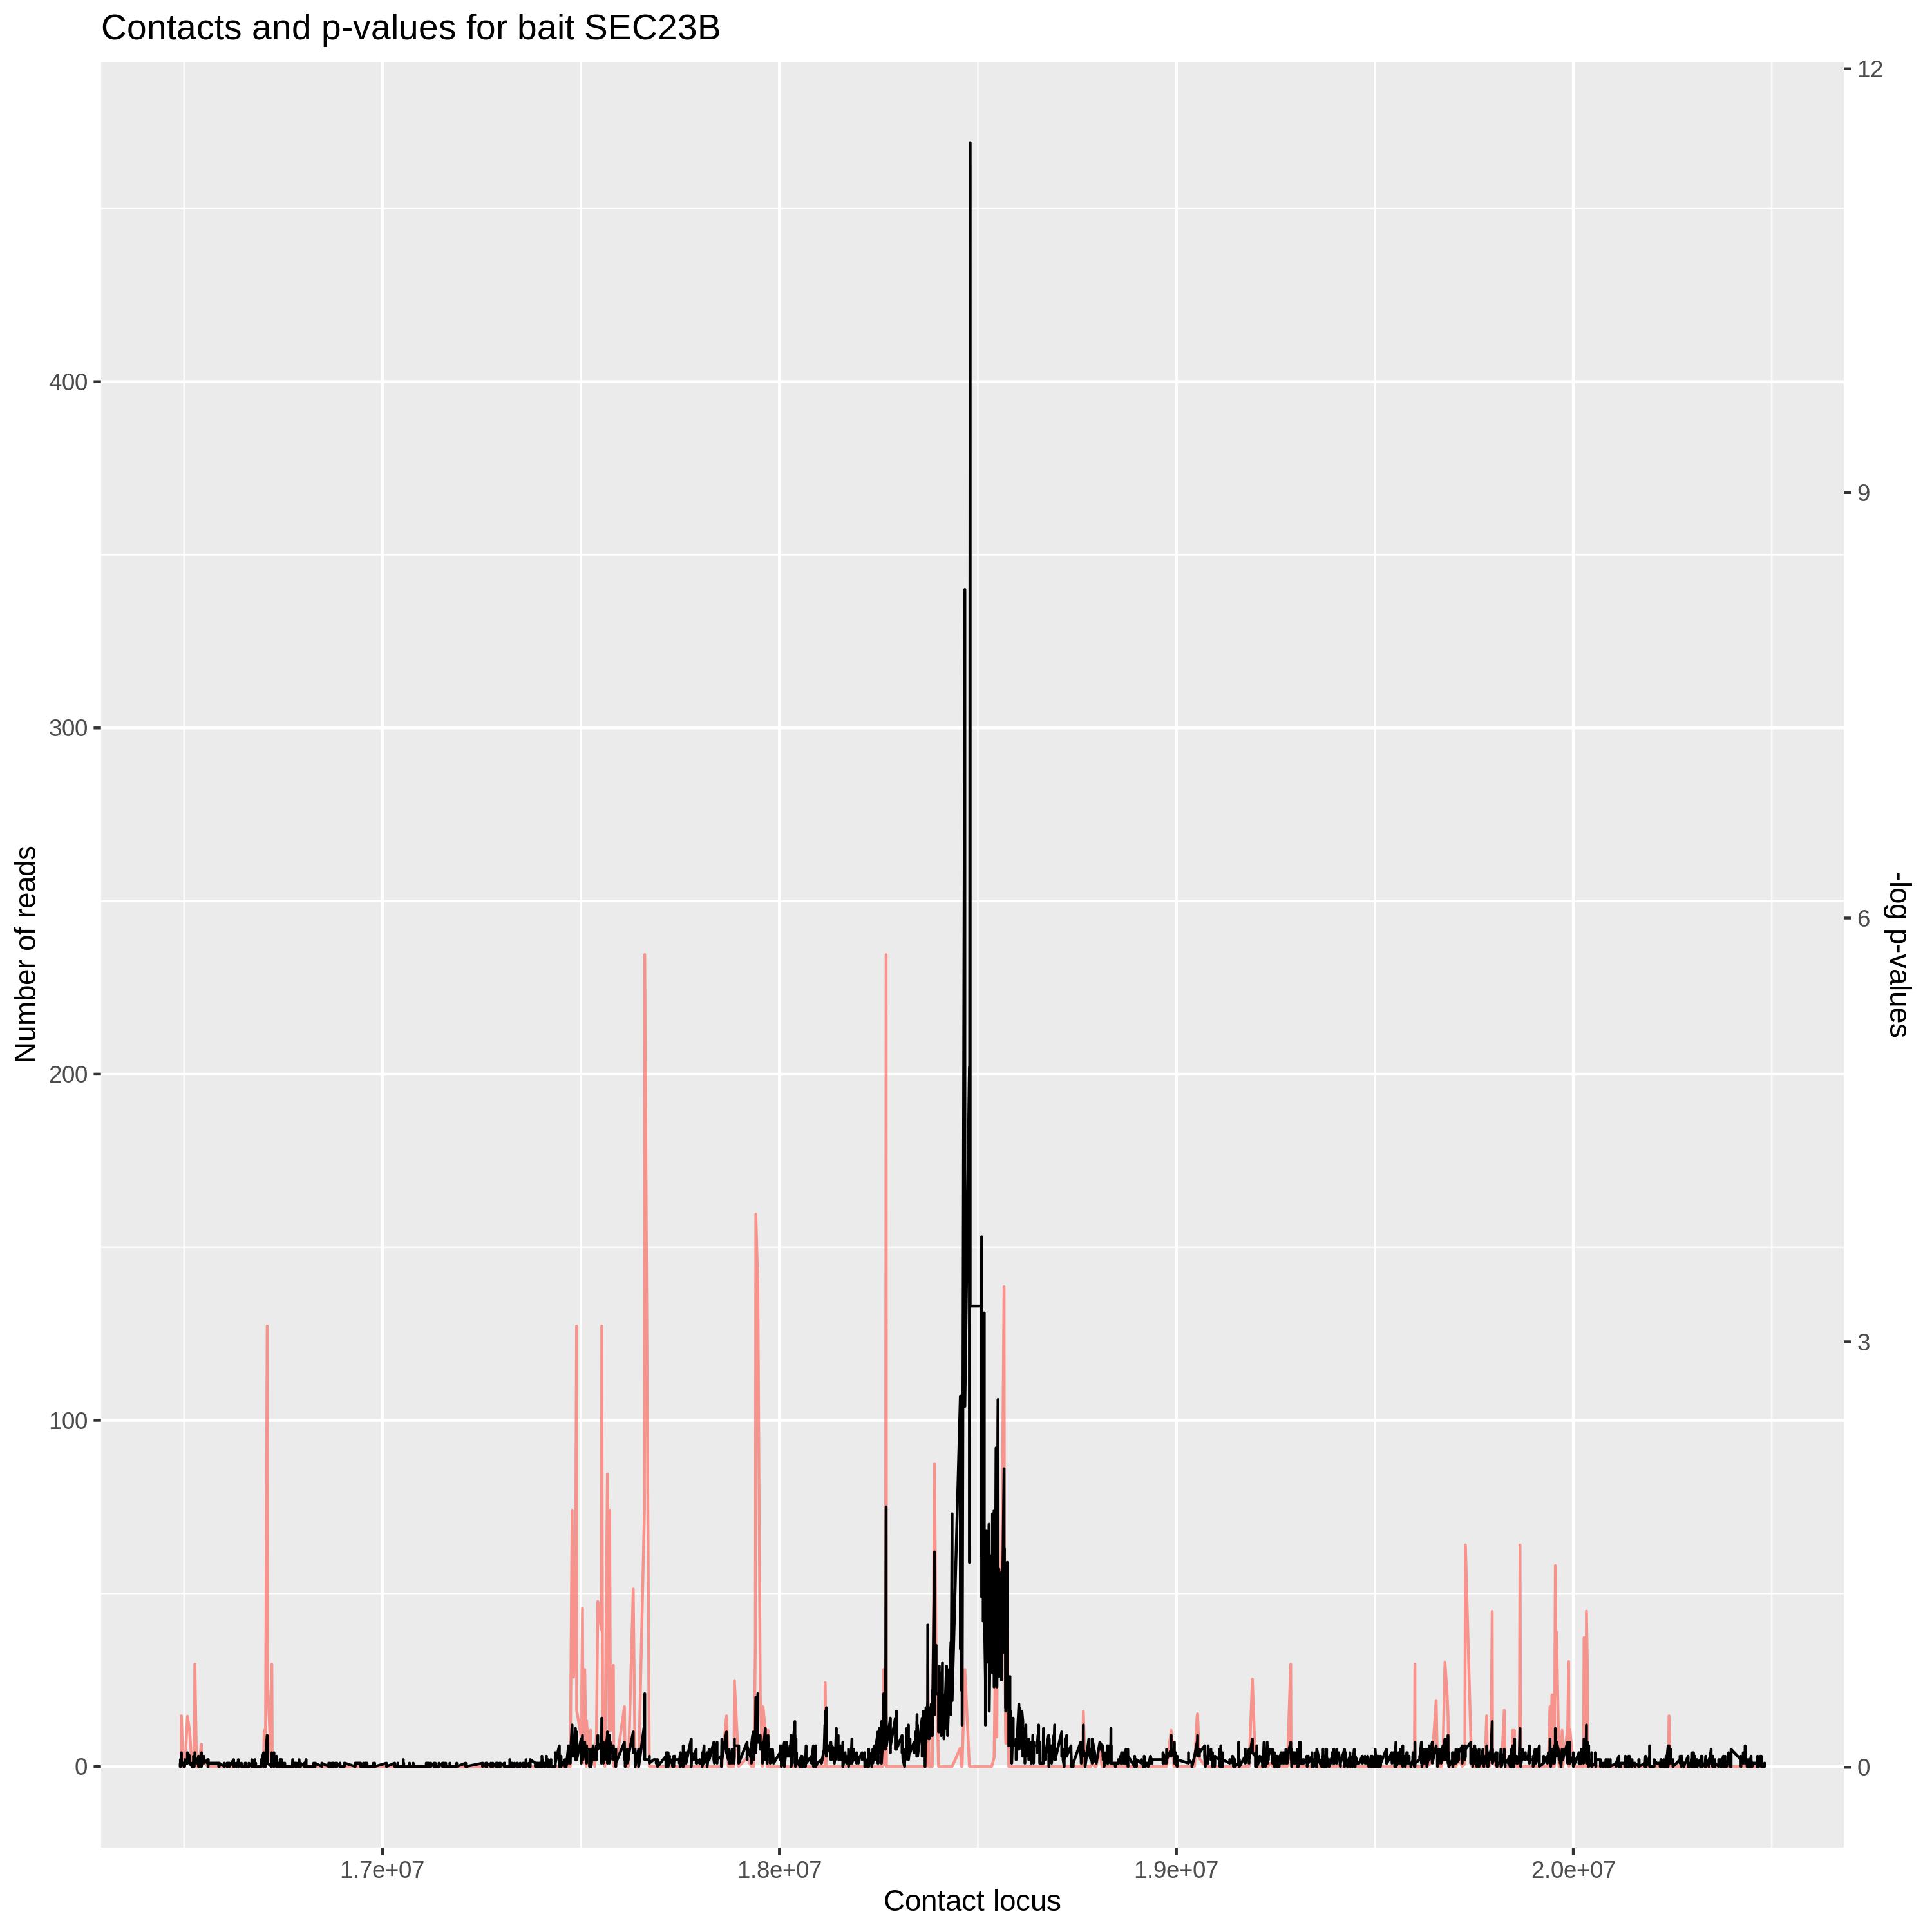 Contacts and p-values for bait SEC23B
12
9
6
3
0
-log p-values
400
300
200
100
0
Number of reads
1.7e+07
1.8e+07
1.9e+07
2.0e+07
Contact locus